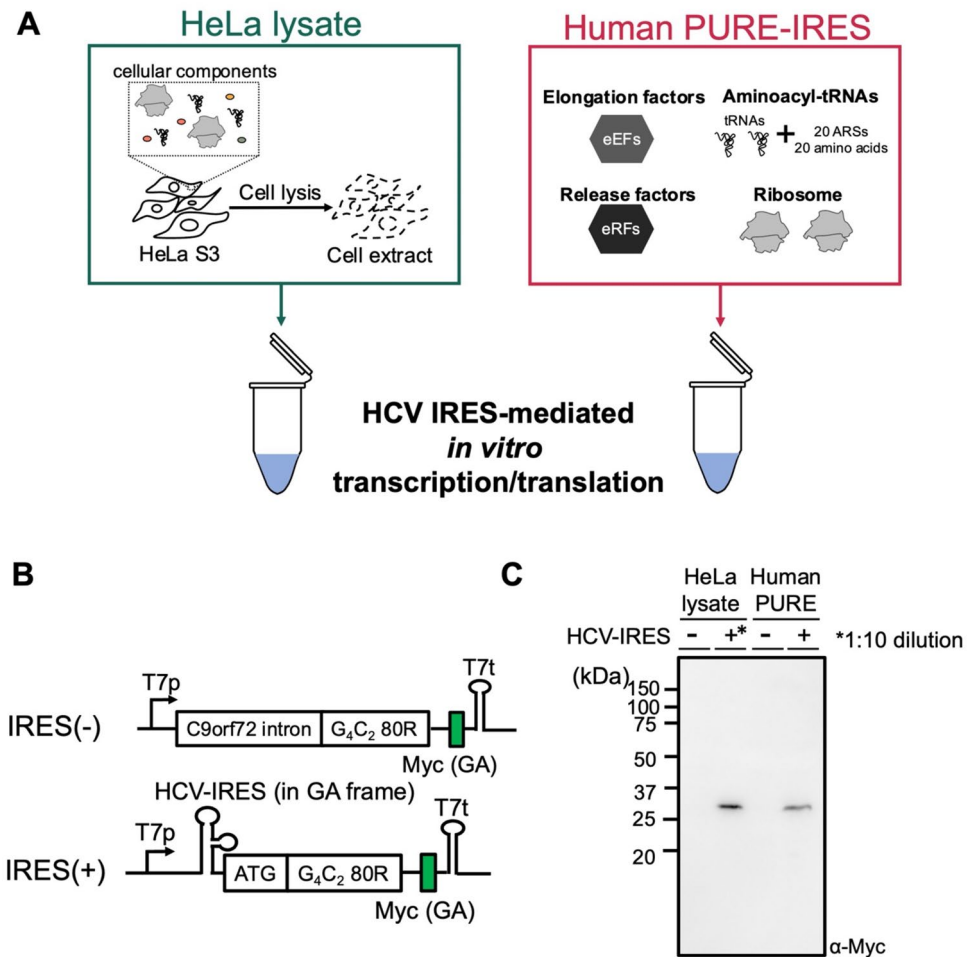 A
HeLa lysate
cellular components
Cell lysis
HeLa S3
Cell extract
Human PURE-IRES
Elongation factors
eEFs
Aminoacyl-tRNAs
tRNAs
+
20 ARSs
20 amino acids
Release factors
eRFs
Ribosome
HCV IRES-mediated
in vitro
transcription/translation
B
IRES(-)
T7p
C9orf72 intron
G₄C₂ 80R
T7t
Myc (GA)
HCV-IRES (in GA frame)
IRES(+)
T7p
ATG
G₄C₂ 80R
T7t
Myc (GA)
C
HeLa
lysate
Human
PURE
HCV-IRES - +* - +
*1:10 dilution
(kDa)
150
100
75
50
37
25
20
α-Myc